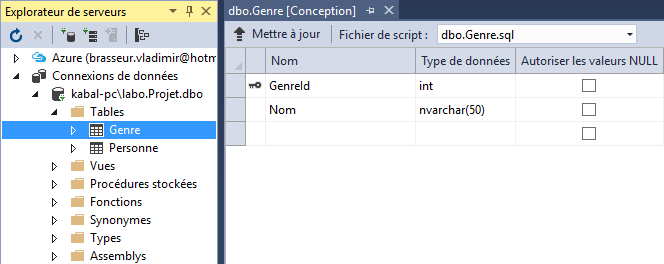 Explorateur de serveurs
Azure (brasseur.vladimir@hotm
Connexions de données
kabal-pc\labo.Projet.dbo
Tables
Genre
Personne
Vues
Procédures stockées
Fonctions
Synonymes
Types
Assemblys
dbo.Genre [Conception]
Mettre à jour Fichier de script : dbo.Genre.sql
Nom Type de données Autoriser les valeurs NULL
GenreId int
Nom nvarchar(50)